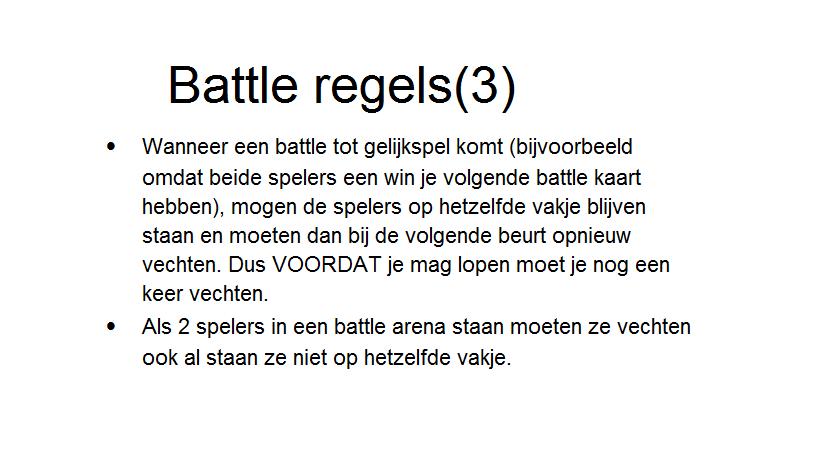 Battle regels(3)
• Wanneer een battle tot gelijkspel komt (bijvoorbeeld
omdat beide spelers een win je volgende battle kaart
hebben), mogen de spelers op hetzelfde vakje blijven
staan en moeten dan bij de volgende beurt opnieuw
vechten. Dus VOORDAT je mag lopen moet je nog een
keer vechten.
• Als 2 spelers in een battle arena staan moeten ze vechten
ook al staan ze niet op hetzelfde vakje.